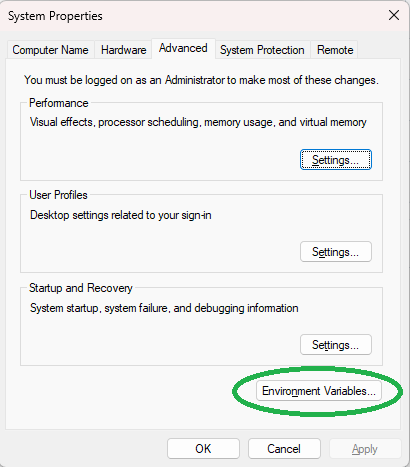 System Properties
Computer Name Hardware Advanced System Protection Remote
You must be logged on as an Administrator to make most of these changes.
Performance
Visual effects, processor scheduling, memory usage, and virtual memory
Settings...
User Profiles
Desktop settings related to your sign-in
Settings...
Startup and Recovery
System startup, system failure, and debugging information
Settings...
Environment Variables...
OK Cancel Apply